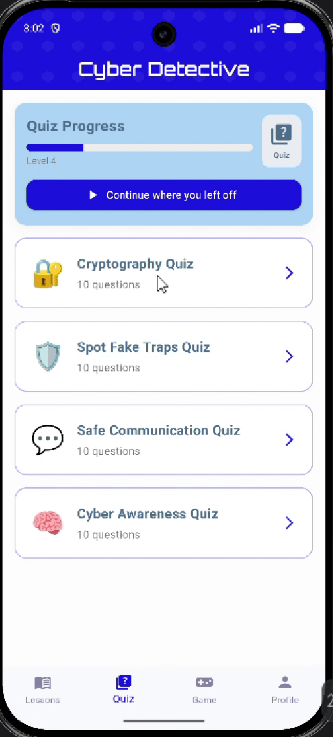 8:02
Cyber Detective
Quiz Progress
Level 4
Quiz
Continue where you left off
Cryptography Quiz
10 questions
Spot Fake Traps Quiz
10 questions
Safe Communication Quiz
10 questions
Cyber Awareness Quiz
10 questions
Lessons
Quiz
Game
Profile